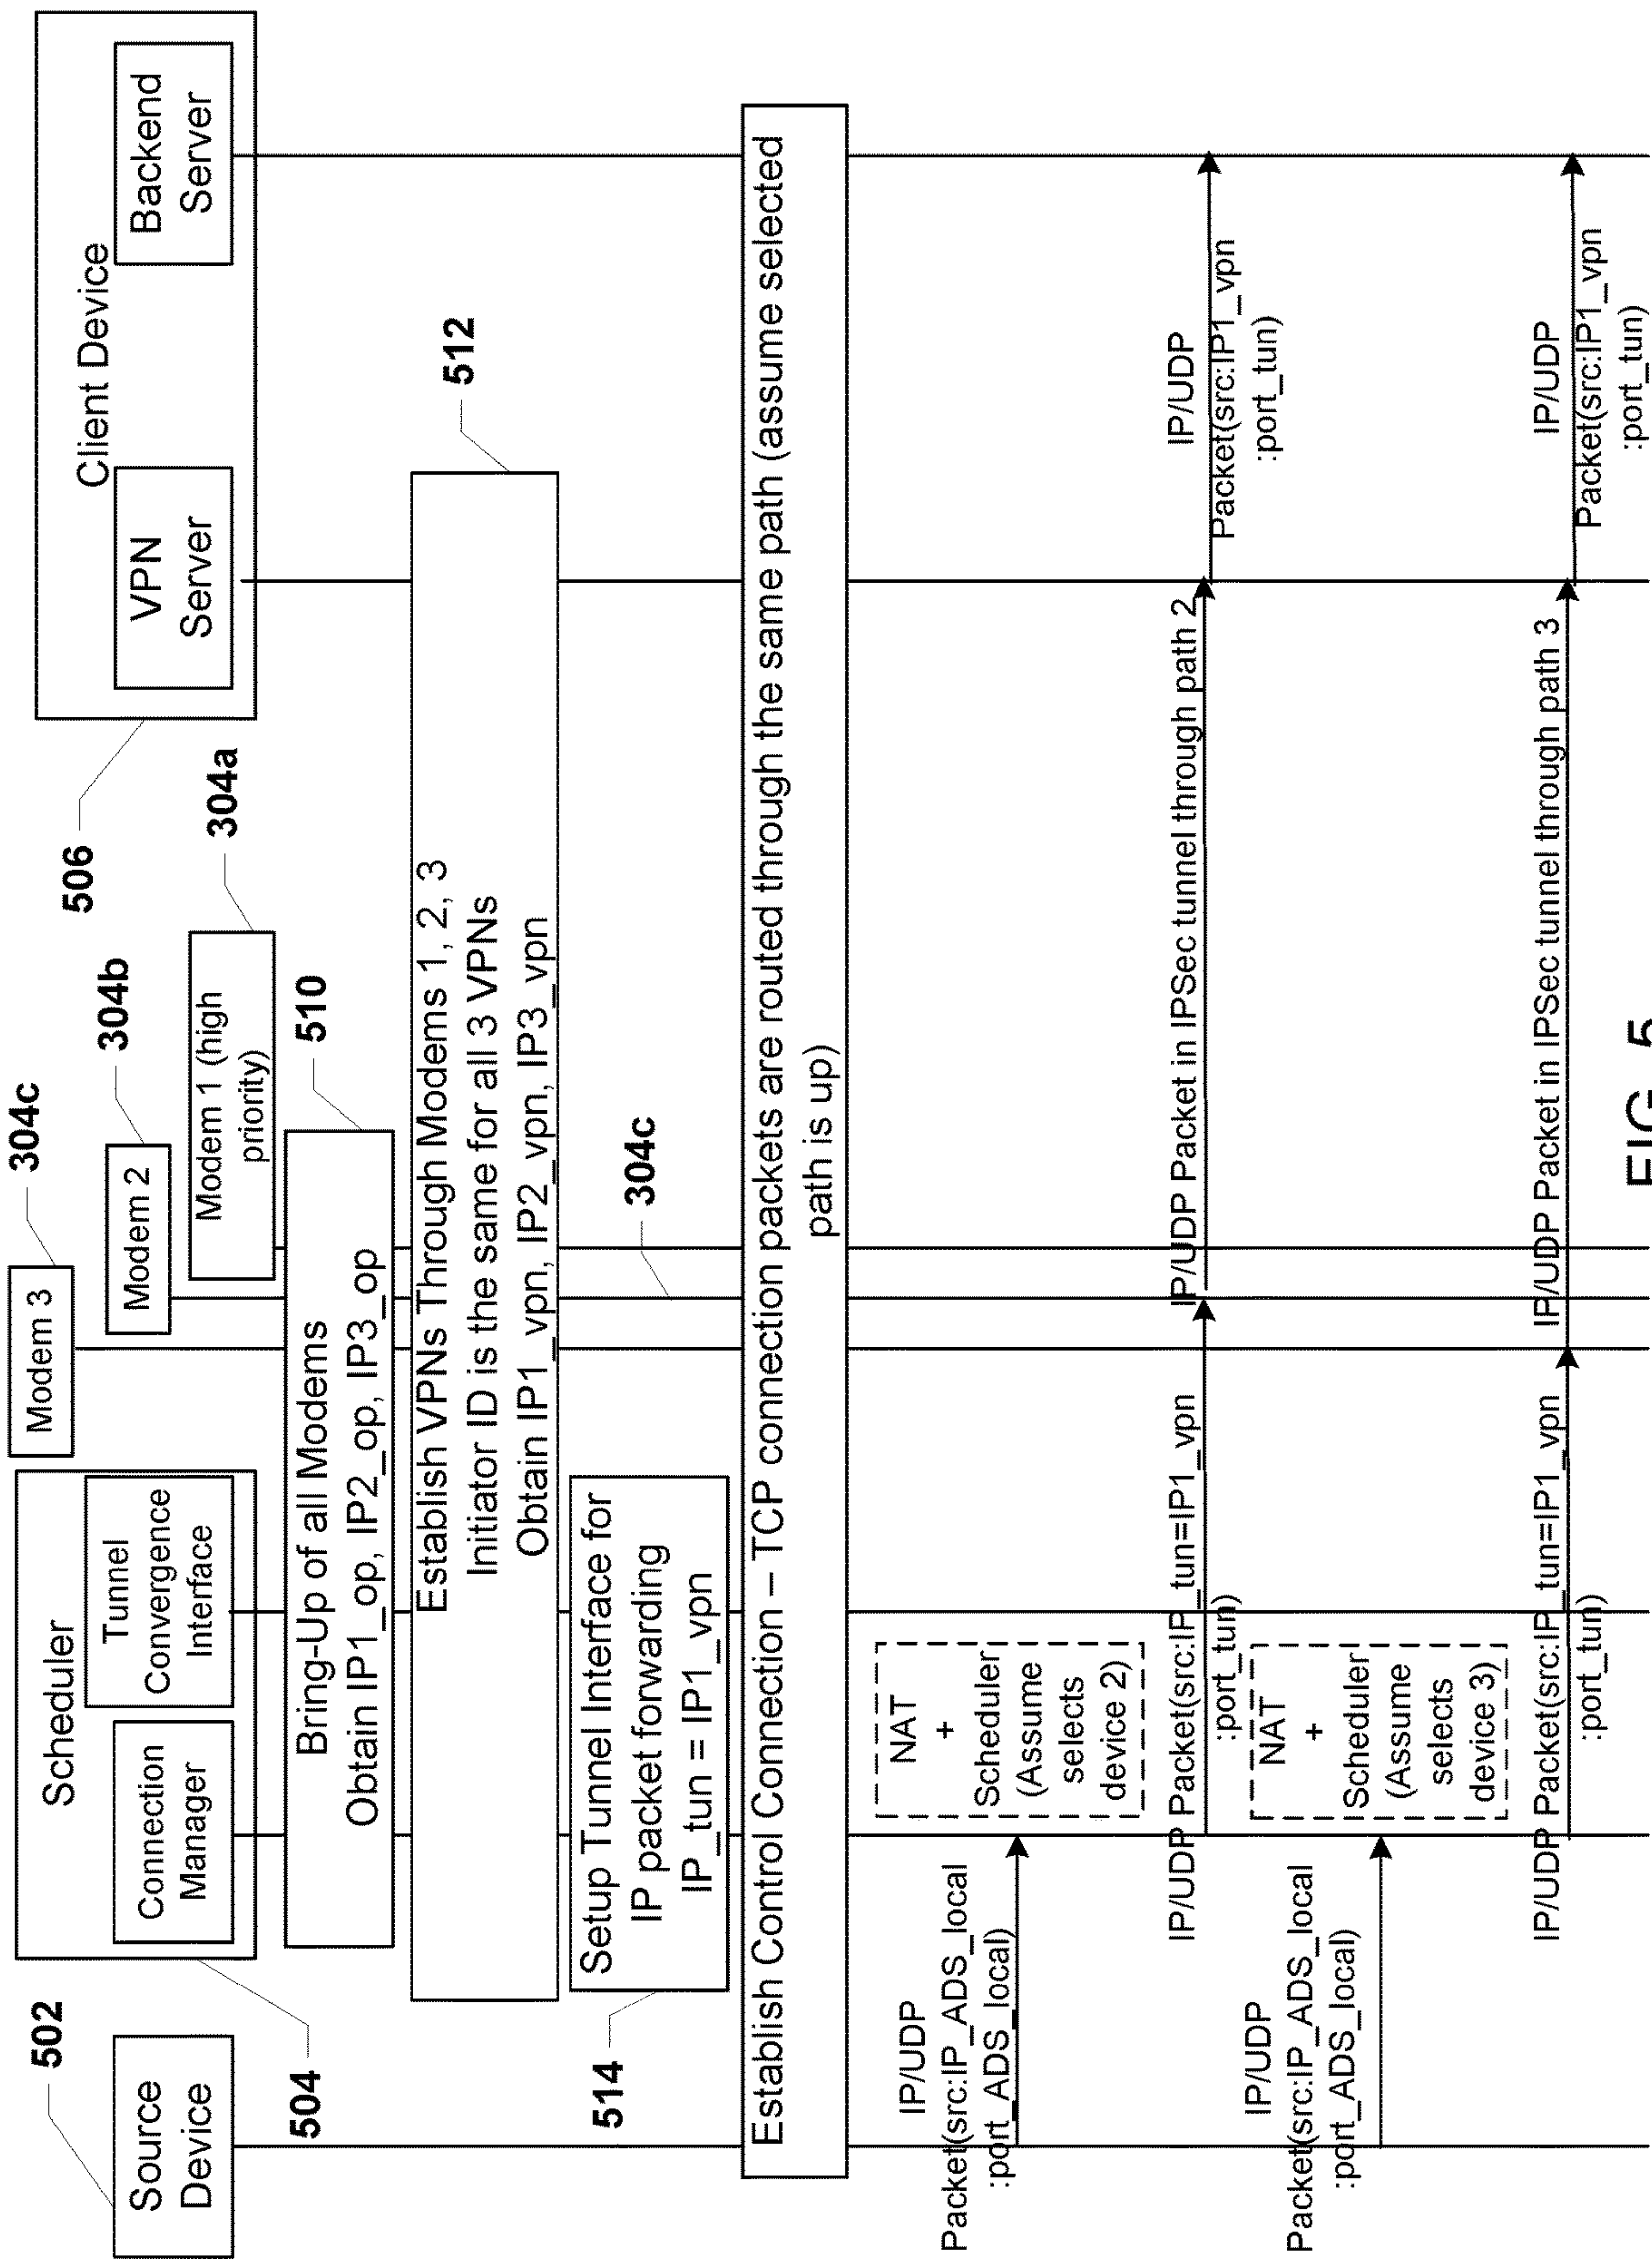 502
Source
Device
504
Scheduler
Connection
Manager
Tunnel
Convergence
Interface
304c
Modem 3
304b
Modem 2
304a
Modem 1 (high
priority)
506
Client Device
VPN
Server
Backend
Server
510
Bring-Up of all Modems
Obtain IP1_op, IP2_op, IP3_op
512
Establish VPNs Through Modems 1, 2, 3
Initiator ID is the same for all 3 VPNs
Obtain IP1_vpn, IP2_vpn, IP3_vpn
514
Setup Tunnel Interface for
IP packet forwarding
IP_tun = IP1_vpn
304c
Establish Control Connection – TCP connection packets are routed through the same path (assume selected
path is up)
IP/UDP
Packet(src:IP_ADS_local
:port_ADS_local)
NAT
+
Scheduler
(Assume
selects
device 2)
IP/UDP Packet(src:IP_tun=IP1_vpn
:port_tun)
IP/UDP Packet in IPSec tunnel through path 2
IP/UDP
Packet(src:IP1_vpn
:port_tun)
IP/UDP
Packet(src:IP_ADS_local
:port_ADS_local)
NAT
+
Scheduler
(Assume
selects
device 3)
IP/UDP Packet(src:IP_tun=IP1_vpn
:port_tun)
IP/UDP Packet in IPSec tunnel through path 3
IP/UDP
Packet(src:IP1_vpn
:port_tun)
FIG. 5